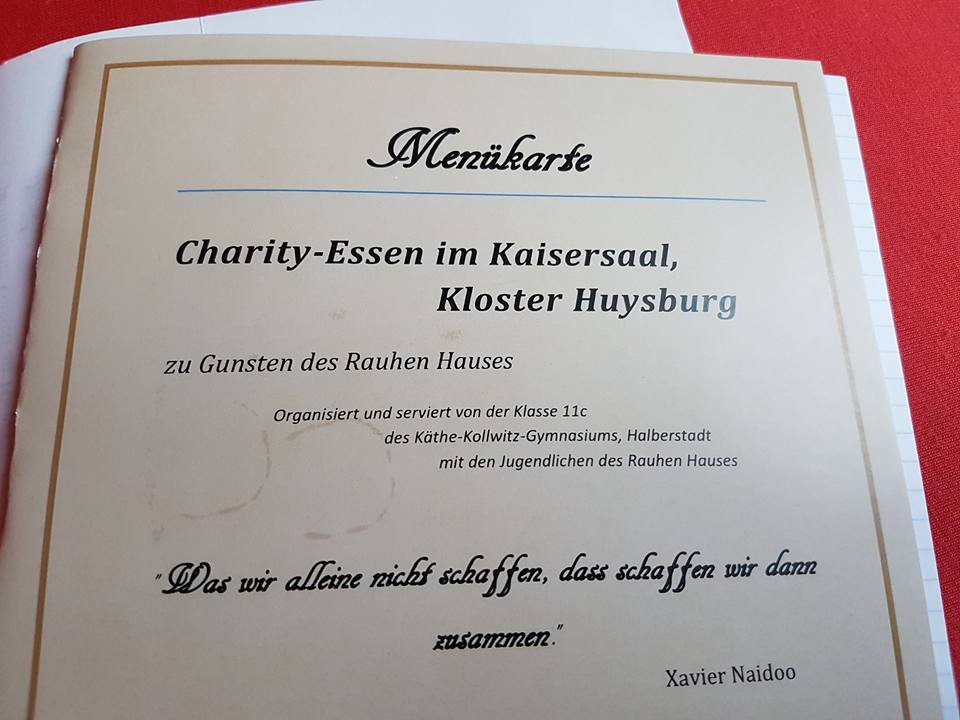 Menükarte
Charity-Essen im Kaisersaal,
Kloster Huysburg
zu Gunsten des Rauhen Hauses
Organisiert und serviert von der Klasse 11c
des Käthe-Kollwitz-Gymnasiums, Halberstadt
mit den Jugendlichen des Rauhen Hauses
"Was wir alleine nicht schaffen, dass schaffen wir dann
zusammen."
Xavier Naidoo